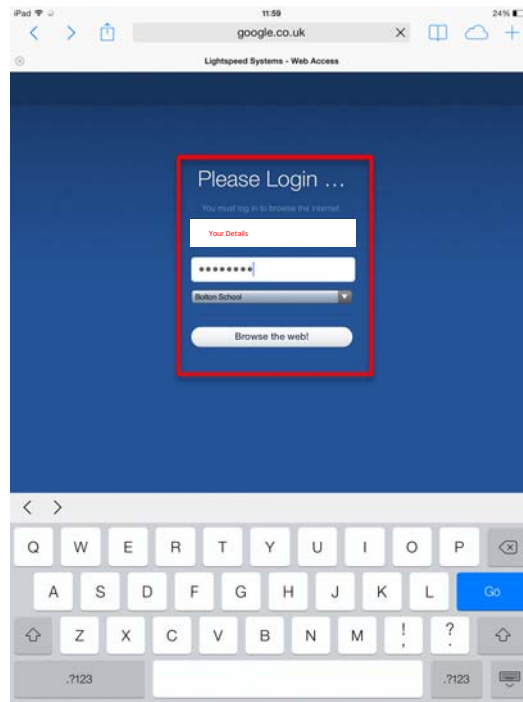 iPad
11:59
24%
google.co.uk
Lightspeed Systems - Web Access
Please Login ...
You must log in to browse the internet.
Your Details
Bolton School
Browse the web!
Q W E R T Y U I O P
A S D F G H J K L Go
Z X C V B N M ! , ? .
.?123 .?123